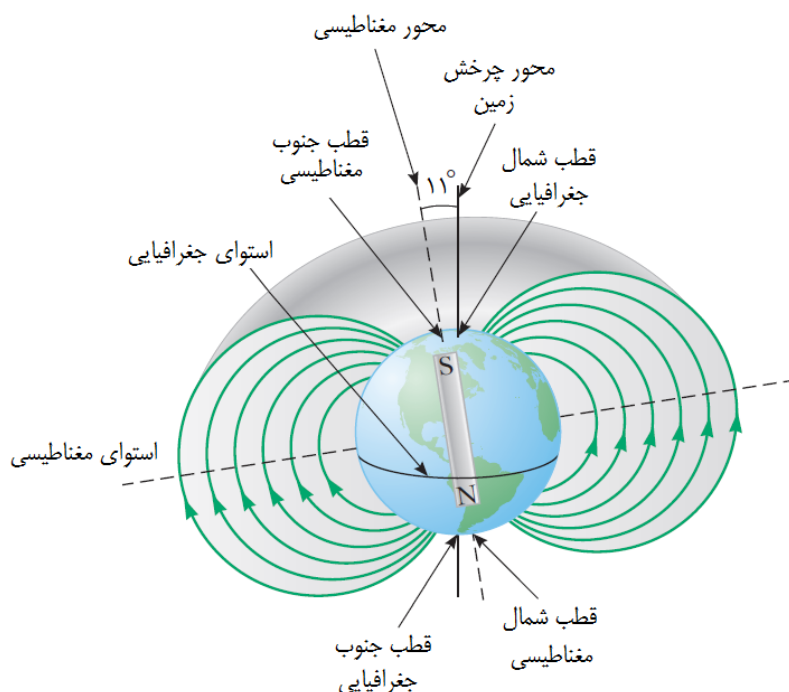 محور مغناطیسی
محور چرخش
زمین
قطب جنوب
مغناطیسی
قطب شمال
جغرافیایی
۱۱°
استوای جغرافیایی
S
استوای مغناطیسی
N
قطب جنوب
جغرافیایی
قطب شمال
مغناطیسی